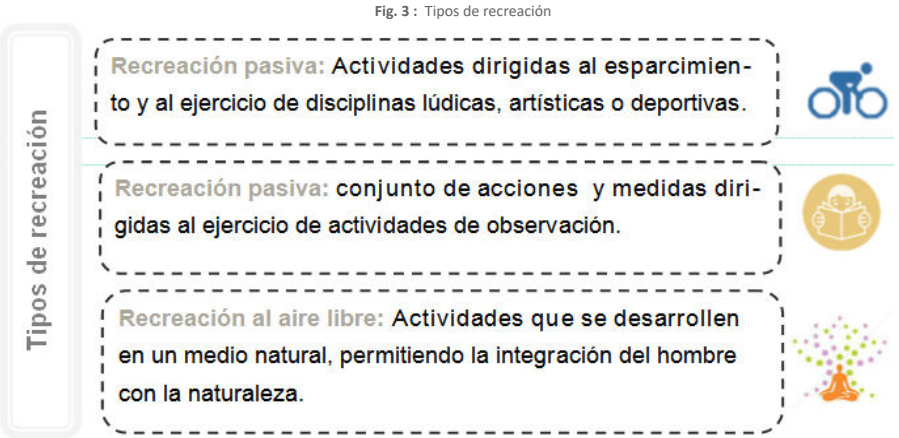 Fig. 3 : Tipos de recreación
Tipos de recreación
Recreación pasiva: Actividades dirigidas al esparcimien-
to y al ejercicio de disciplinas lúdicas, artísticas o deportivas.
Recreación pasiva: conjunto de acciones y medidas diri-
gidas al ejercicio de actividades de observación.
Recreación al aire libre: Actividades que se desarrollen
en un medio natural, permitiendo la integración del hombre
con la naturaleza.